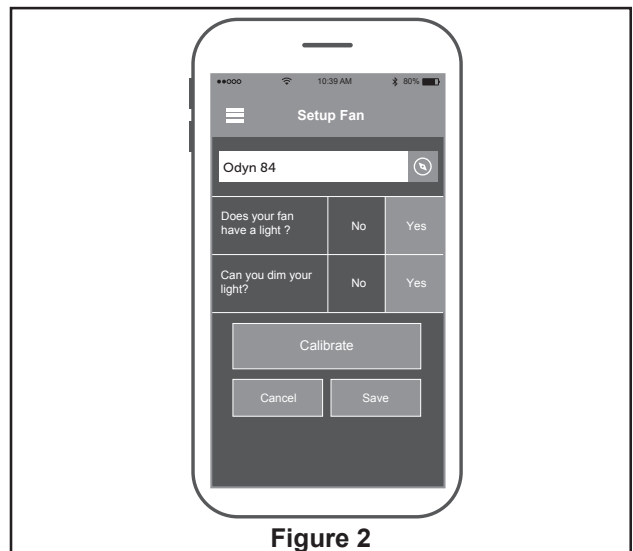 10:39 AM 80%
Setup Fan
Odyn 84
Does your fan
have a light ?
No
Yes
Can you dim your
light?
No
Yes
Calibrate
Cancel
Save
Figure 2